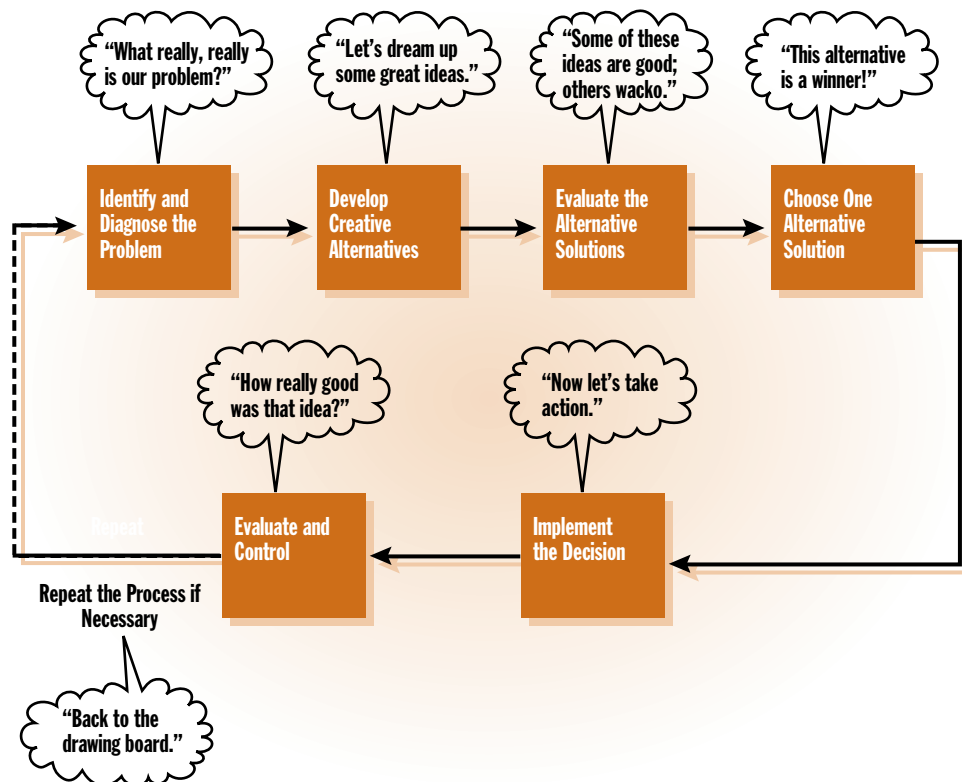 “What really, really
is our problem?”
“Let’s dream up
some great ideas.”
“Some of these
ideas are good;
others wacko.”
“This alternative
is a winner!”
Identify and
Diagnose the
Problem
Develop
Creative
Alternatives
Evaluate the
Alternative
Solutions
Choose One
Alternative
Solution
“How really good
was that idea?”
“Now let’s take
action.”
Repeat
Evaluate and
Control
Implement
the Decision
Repeat the Process if
Necessary
“Back to the
drawing board.”